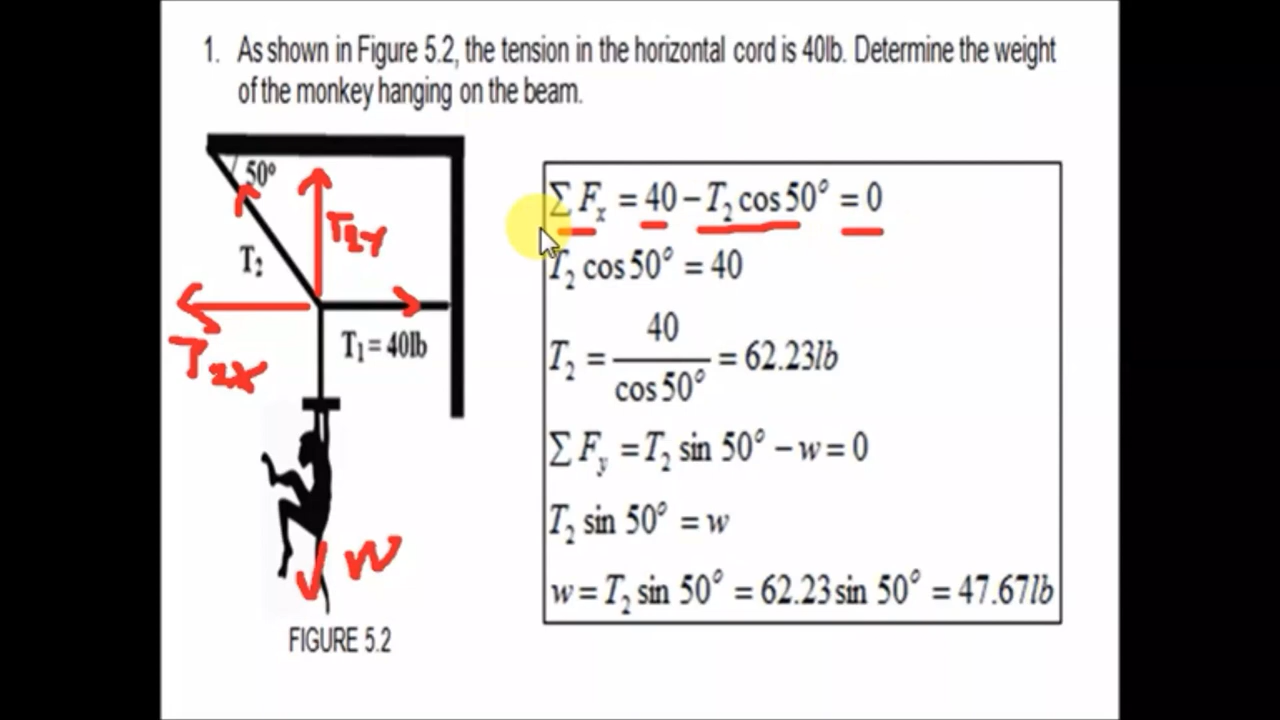 1. As shown in Figure 5.2, the tension in the horizontal cord is 40lb. Determine the weight
of the monkey hanging on the beam.
50°
T₂y
T₂
T₂x
T₁ = 40lb
W
FIGURE 5.2
∑ Fₓ = 40 − T₂ cos 50° = 0
T₂ cos 50° = 40
T₂ = 40 / cos 50° = 62.23lb
∑ F_y = T₂ sin 50° − w = 0
T₂ sin 50° = w
w = T₂ sin 50° = 62.23 sin 50° = 47.67lb